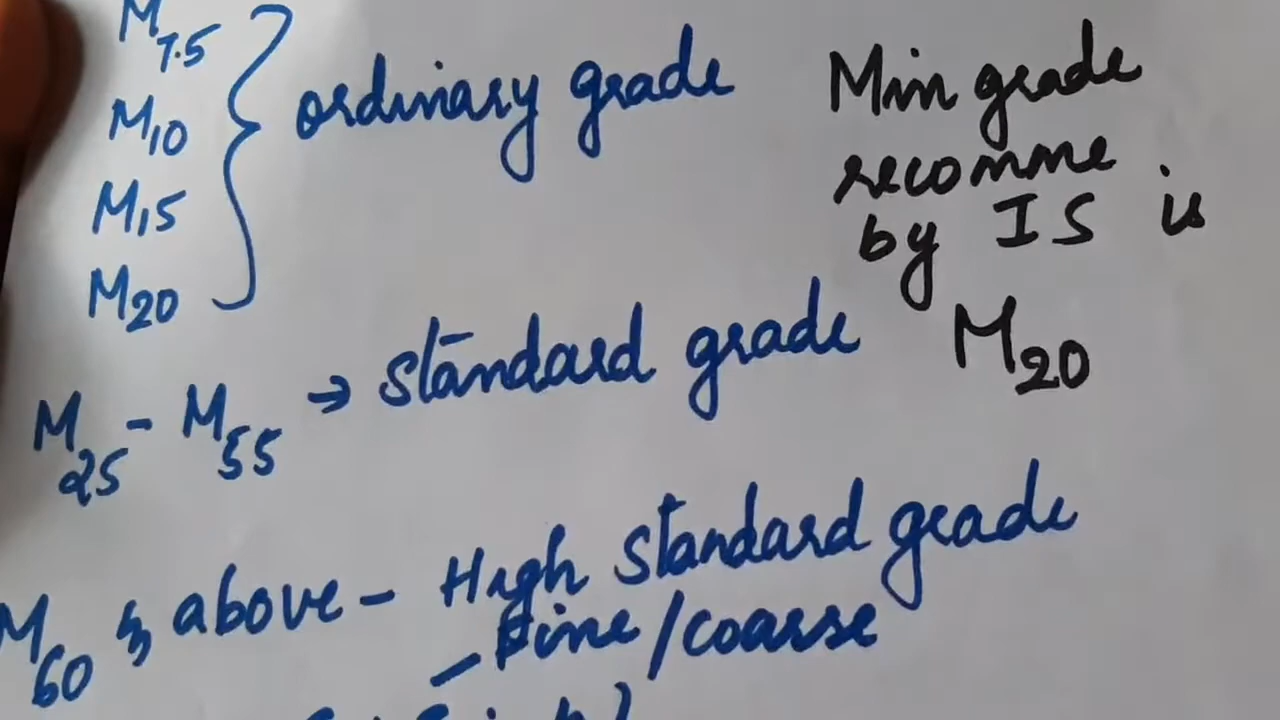 M7.5
M10
M15
M20
ordinary grade
Min grade
recomme
by IS is
M20
M25 - M55 → standard grade
M60 & above - High Standard grade
- Fine/coarse